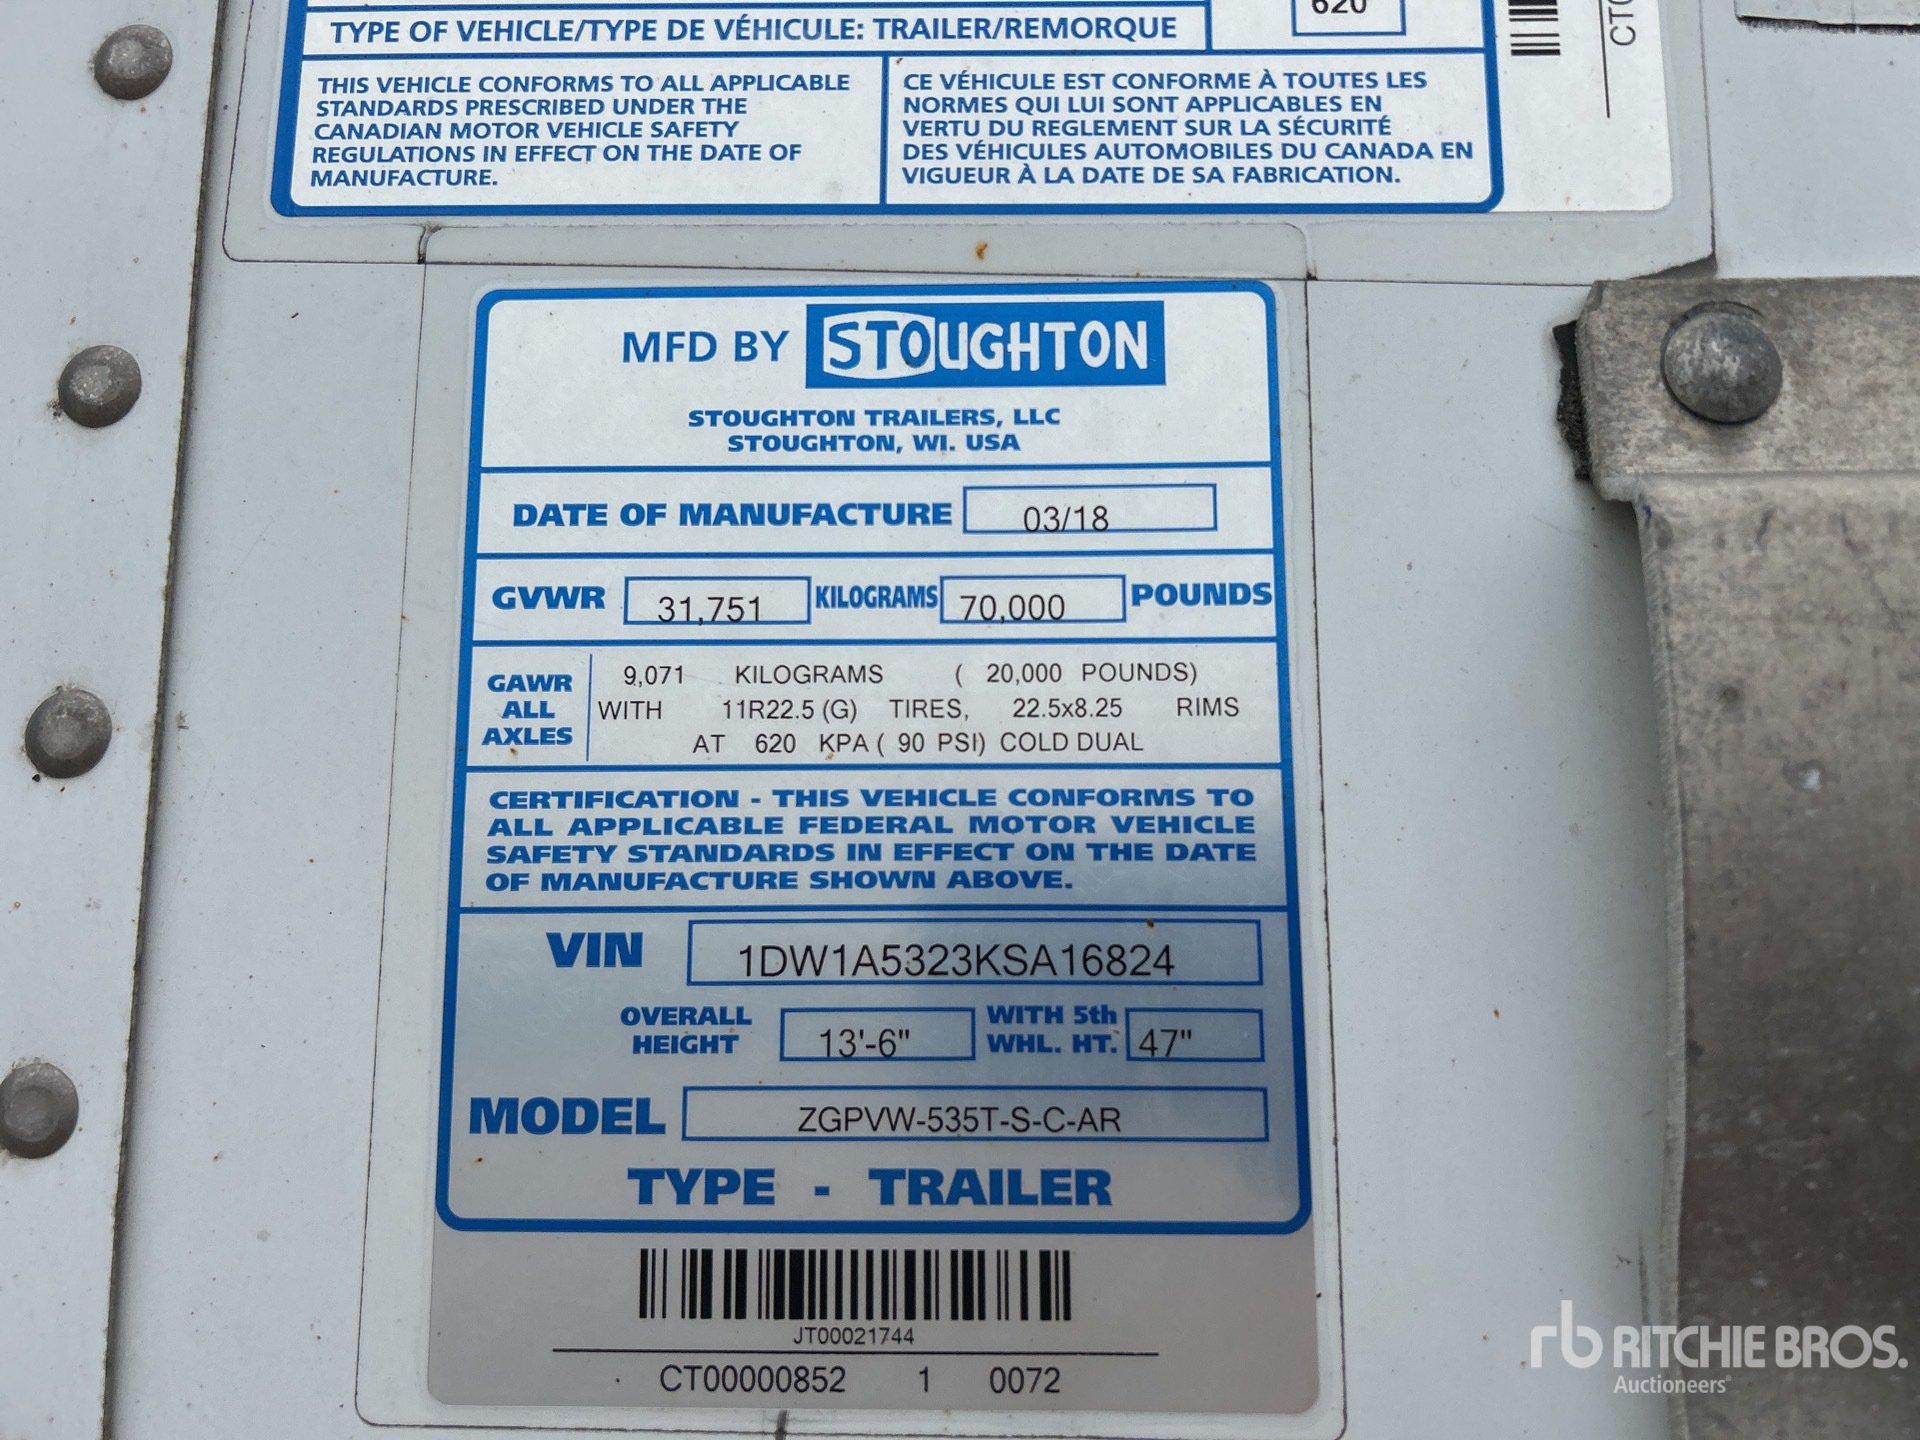 620
TYPE OF VEHICLE/TYPE DE VÉHICULE: TRAILER/REMORQUE
THIS VEHICLE CONFORMS TO ALL APPLICABLE
STANDARDS PRESCRIBED UNDER THE
CANADIAN MOTOR VEHICLE SAFETY
REGULATIONS IN EFFECT ON THE DATE OF
MANUFACTURE.
CE VÉHICULE EST CONFORME À TOUTES LES
NORMES QUI LUI SONT APPLICABLES EN
VERTU DU REGLEMENT SUR LA SÉCURITÉ
DES VÉHICULES AUTOMOBILES DU CANADA EN
VIGUEUR À LA DATE DE SA FABRICATION.
MFD BY STOUGHTON
STOUGHTON TRAILERS, LLC
STOUGHTON, WI. USA
DATE OF MANUFACTURE 03/18
GVWR 31,751 KILOGRAMS 70,000 POUNDS
GAWR ALL AXLES
9,071 KILOGRAMS ( 20,000 POUNDS)
WITH 11R22.5 (G) TIRES, 22.5x8.25 RIMS
AT 620 KPA ( 90 PSI) COLD DUAL
CERTIFICATION - THIS VEHICLE CONFORMS TO
ALL APPLICABLE FEDERAL MOTOR VEHICLE
SAFETY STANDARDS IN EFFECT ON THE DATE
OF MANUFACTURE SHOWN ABOVE.
VIN 1DW1A5323KSA16824
OVERALL HEIGHT 13'-6" WITH 5th WHL. HT. 47"
MODEL ZGPVW-535T-S-C-AR
TYPE - TRAILER
JT00021744
CT00000852 1 0072
rb RITCHIE BROS.
Auctioneers